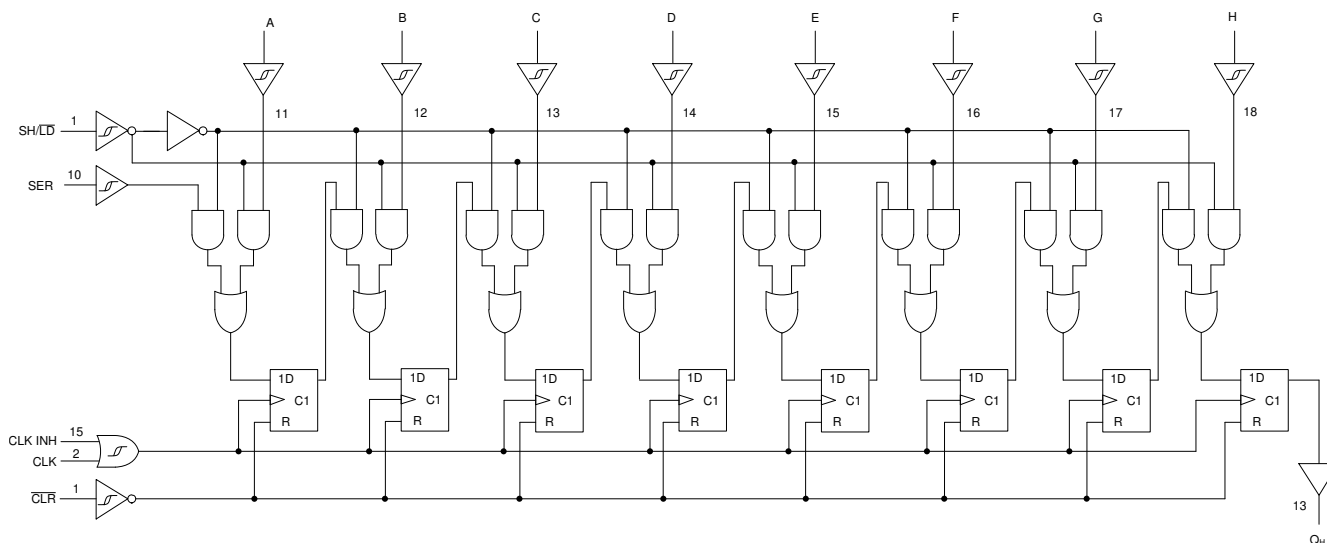 A B C D E F G H
11 12 13 14 15 16 17 18
SH/LD 1
SER 10
1D 1D 1D 1D 1D 1D 1D 1D
C1 C1 C1 C1 C1 C1 C1 C1
R R R R R R R R
CLK INH 15
CLK 2
CLR 1
13
QH